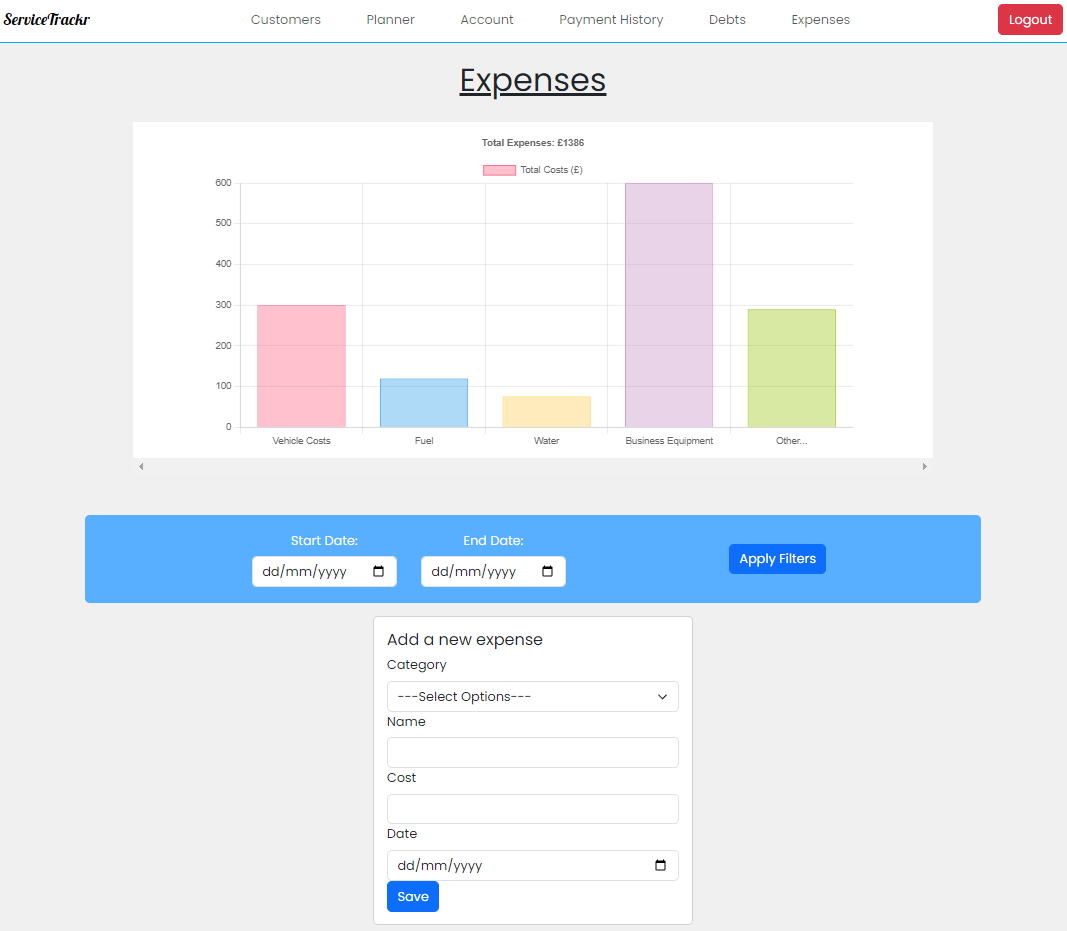 ServiceTrackr Customers Planner Account Payment History Debts Expenses Logout
Expenses
Total Expenses: £1386
Total Costs (£)
600
500
400
300
200
100
0
Vehicle Costs Fuel Water Business Equipment Other...
Start Date: End Date:
dd/mm/yyyy dd/mm/yyyy Apply Filters
Add a new expense
Category
---Select Options---
Name
Cost
Date
dd/mm/yyyy
Save